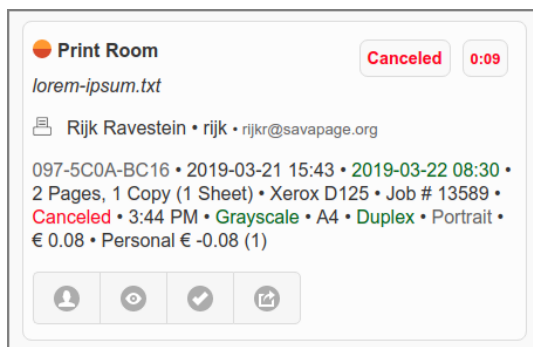 Print Room
Canceled
0:09
lorem-ipsum.txt
Rijk Ravestein • rijk • rijkr@savapage.org
097-5C0A-BC16 • 2019-03-21 15:43 • 2019-03-22 08:30 •
2 Pages, 1 Copy (1 Sheet) • Xerox D125 • Job # 13589 •
Canceled • 3:44 PM • Grayscale • A4 • Duplex • Portrait •
€ 0.08 • Personal € -0.08 (1)